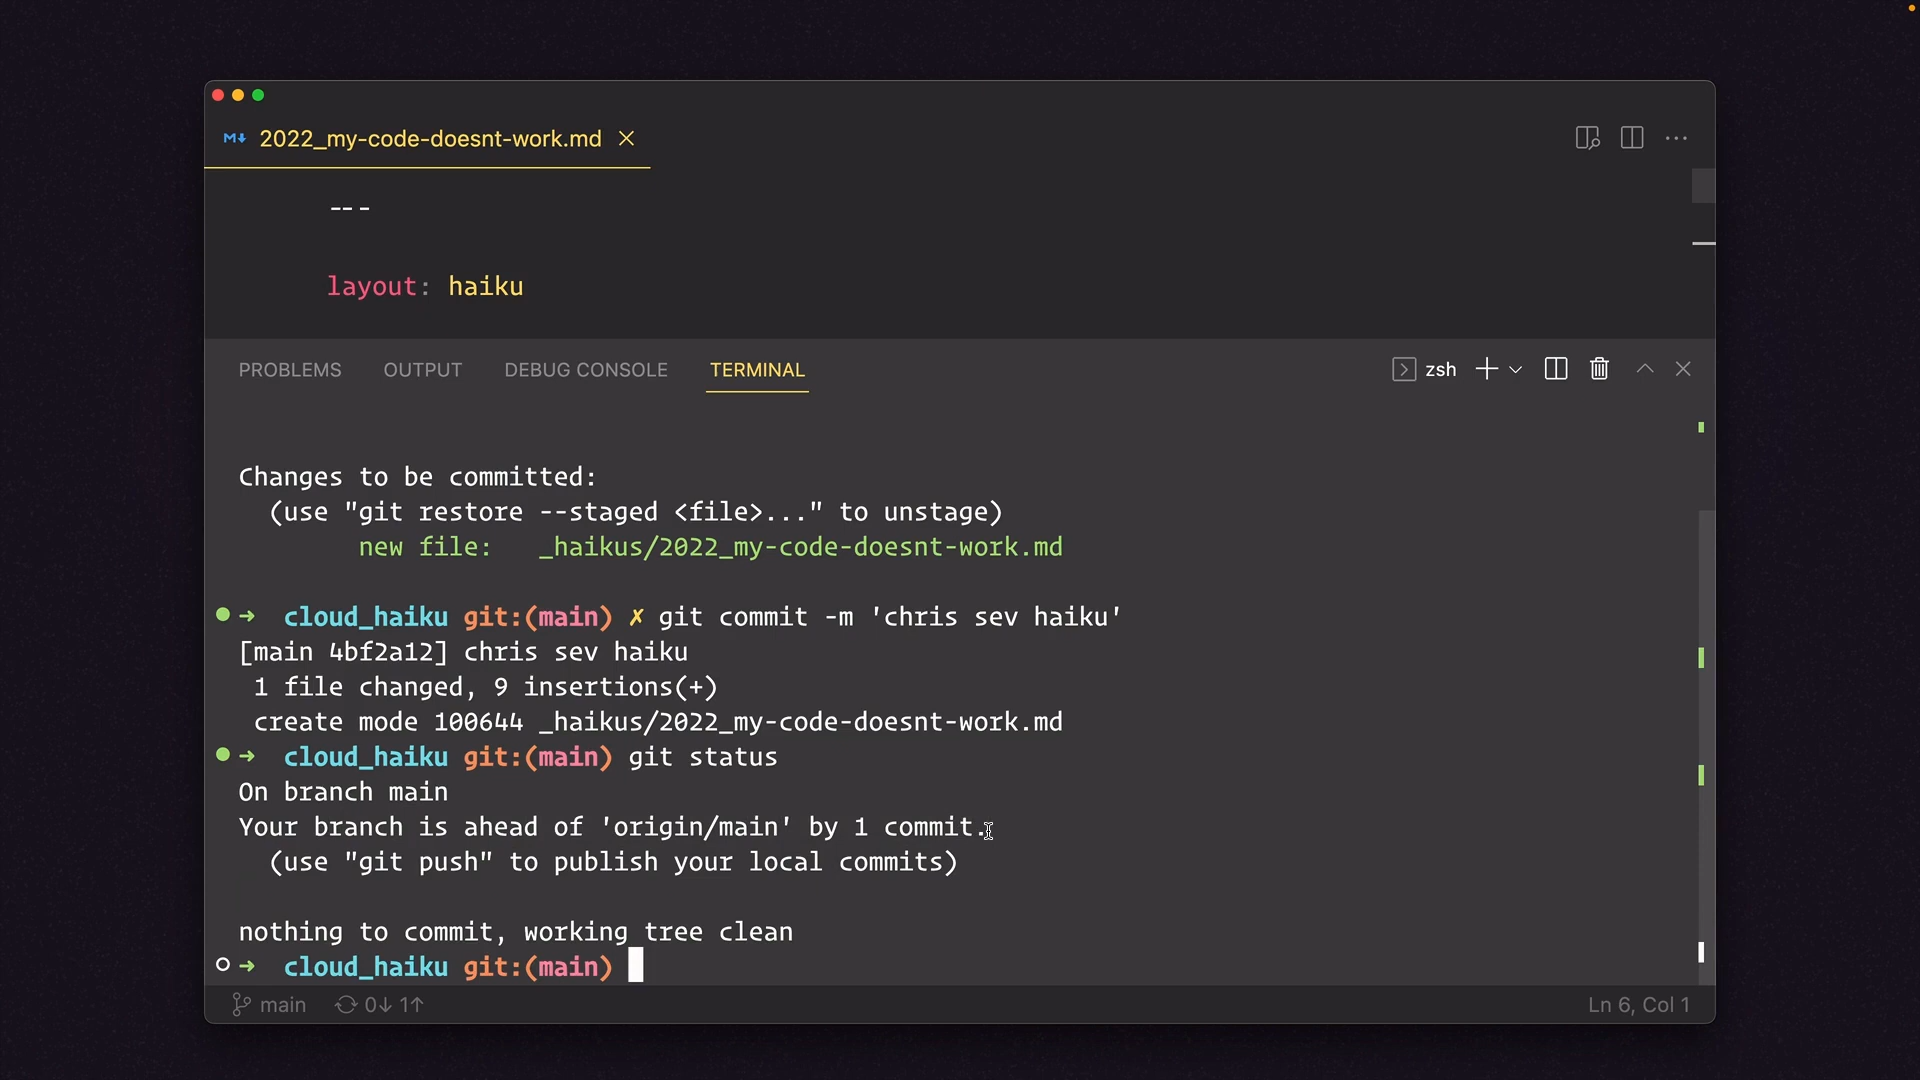 2022_my-code-doesnt-work.md
---
layout: haiku
PROBLEMS OUTPUT DEBUG CONSOLE TERMINAL zsh
Changes to be committed:
(use "git restore --staged <file>..." to unstage)
new file: _haikus/2022_my-code-doesnt-work.md
➜ cloud_haiku git:(main) ✗ git commit -m 'chris sev haiku'
[main 4bf2a12] chris sev haiku
1 file changed, 9 insertions(+)
create mode 100644 _haikus/2022_my-code-doesnt-work.md
➜ cloud_haiku git:(main) git status
On branch main
Your branch is ahead of 'origin/main' by 1 commit.
(use "git push" to publish your local commits)
nothing to commit, working tree clean
➜ cloud_haiku git:(main)
main 0↓ 1↑ Ln 6, Col 1